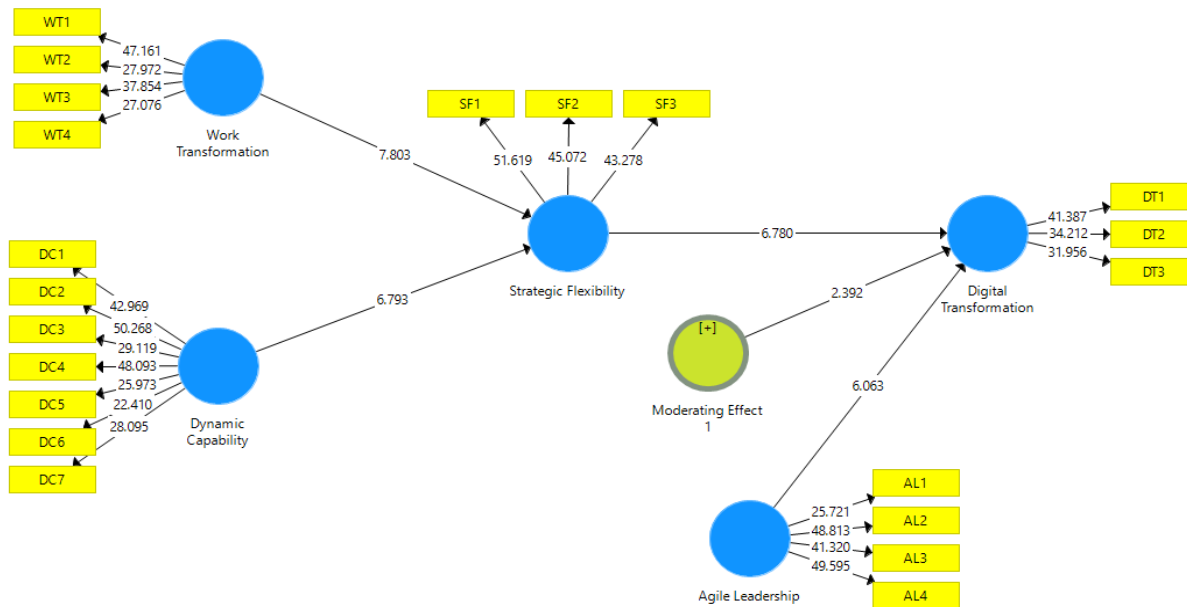 WT1
WT2
WT3
WT4
47.161
27.972
37.854
27.076
Work
Transformation
7.803
SF1
SF2
SF3
51.619
45.072
43.278
Strategic Flexibility
DC1
DC2
DC3
DC4
DC5
DC6
DC7
42.969
50.268
29.119
48.093
25.973
22.410
28.095
Dynamic
Capability
6.793
6.780
2.392
[+]
Moderating Effect
1
6.063
DT1
DT2
DT3
41.387
34.212
31.956
Digital
Transformation
AL1
AL2
AL3
AL4
25.721
48.813
41.320
49.595
Agile Leadership